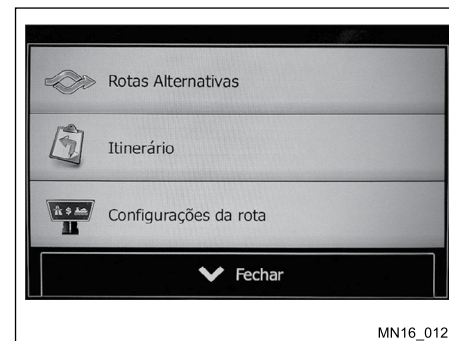 Rotas Alternativas
Itinerário
Configurações da rota
Fechar
MN16_012